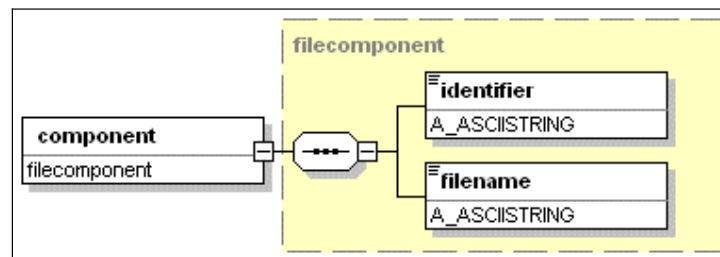 filecomponent
identifier
A_ASCIISTRING
component
filecomponent
filename
A_ASCIISTRING